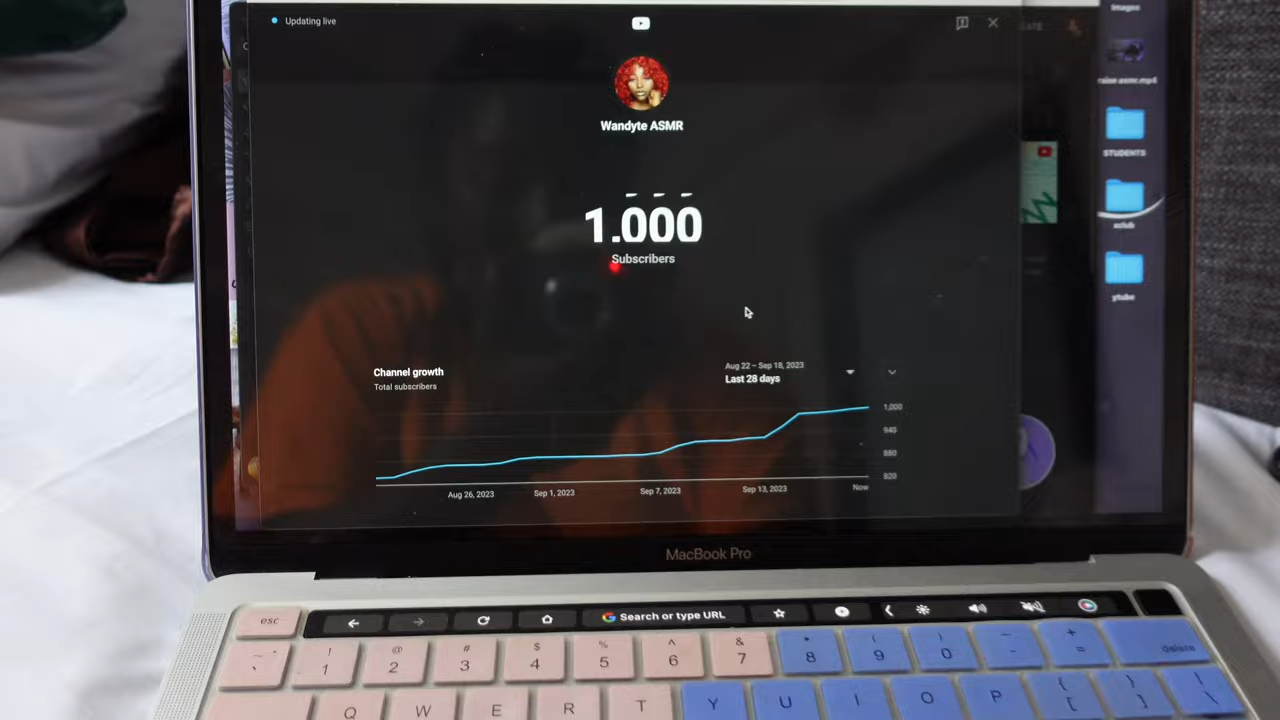 Updating live
Images
Wandyte ASMR
STUDENTS
1.000
Subscribers
ytube
Channel growth
Total subscribers
Aug 22 – Sep 18, 2023
Last 28 days
1,000
940
880
820
Aug 26, 2023
Sep 1, 2023
Sep 7, 2023
Sep 13, 2023
Now
MacBook Pro
esc
Search or type URL
~ ! @ # $ % ^ & * ( ) _ +
` 1 2 3 4 5 6 7 8 9 0 - = delete
Q W E R T Y U I O P { [ } ] | \